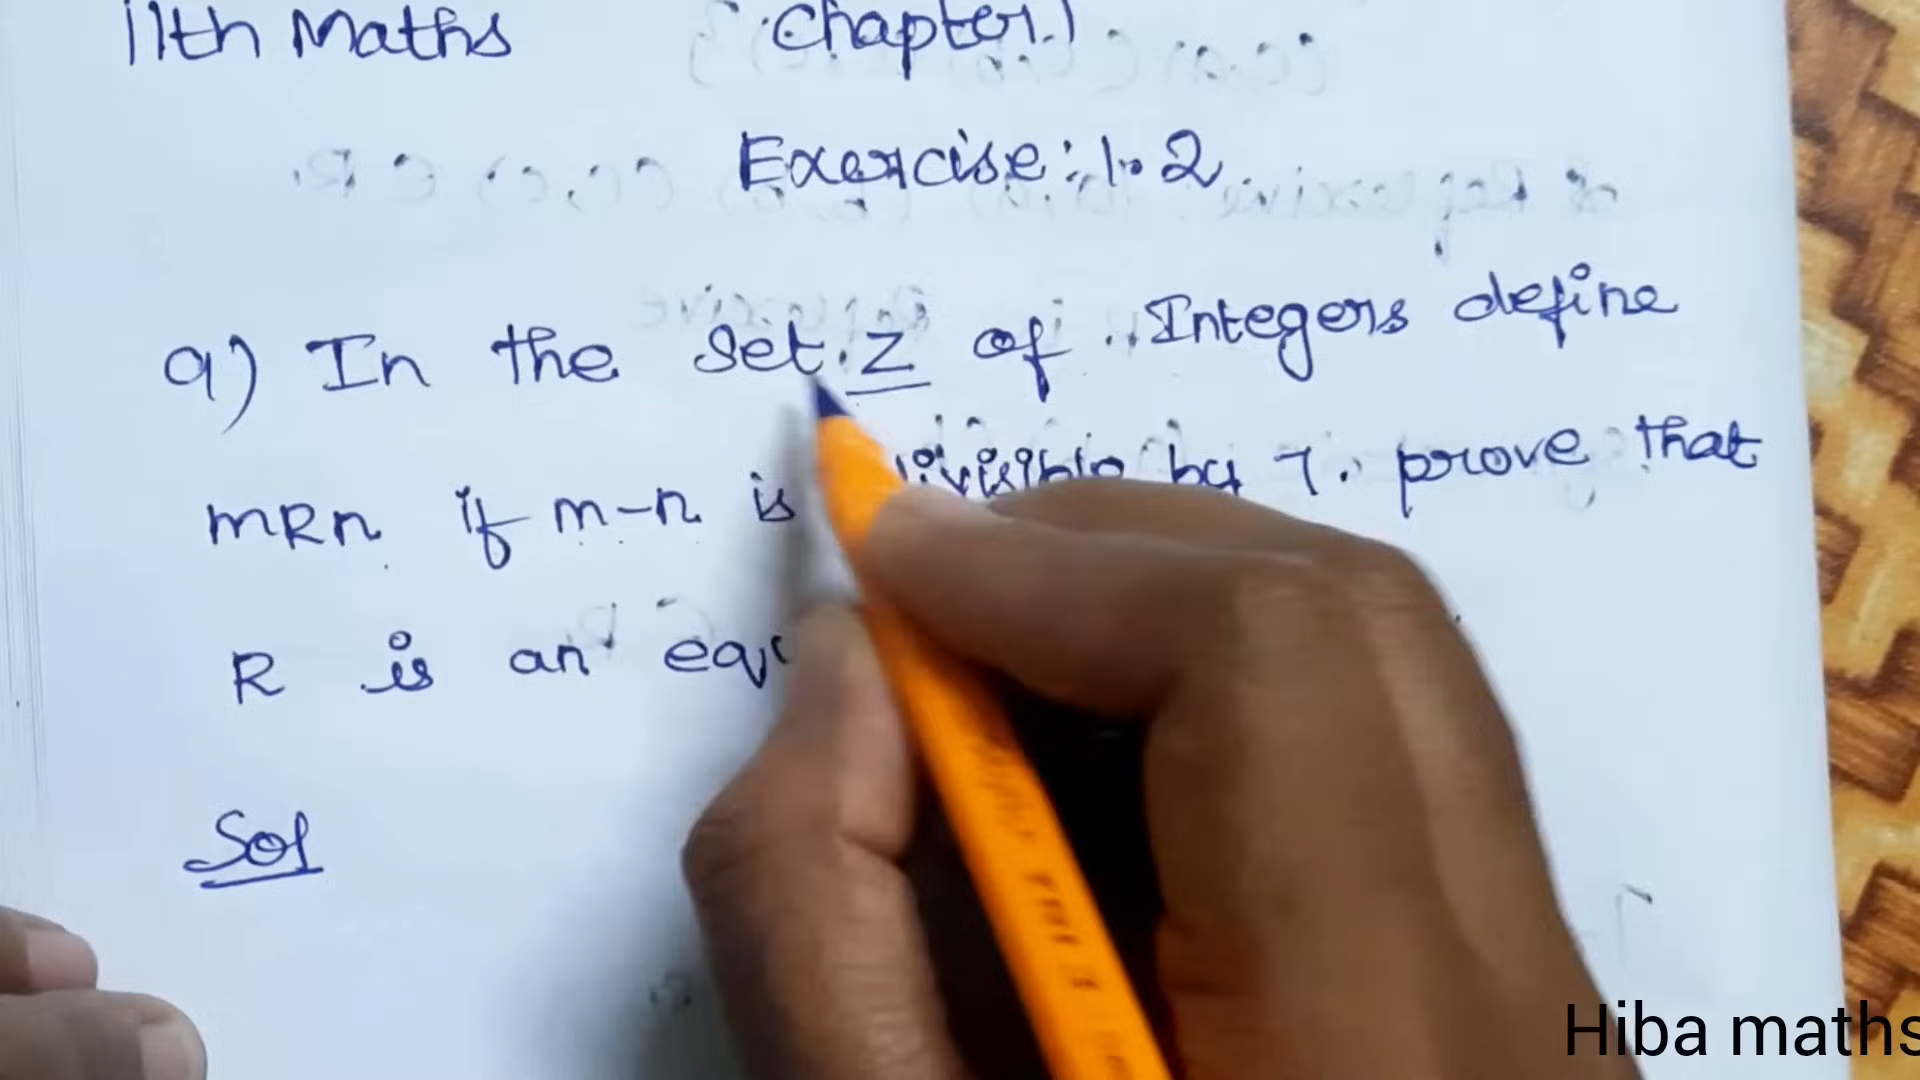 11th Maths Chapter.1
Exercise: 1.2
9) In the set Z of Integers define
mRn if m-n is divisible by 7. prove that
R is an
Sol
Hiba maths